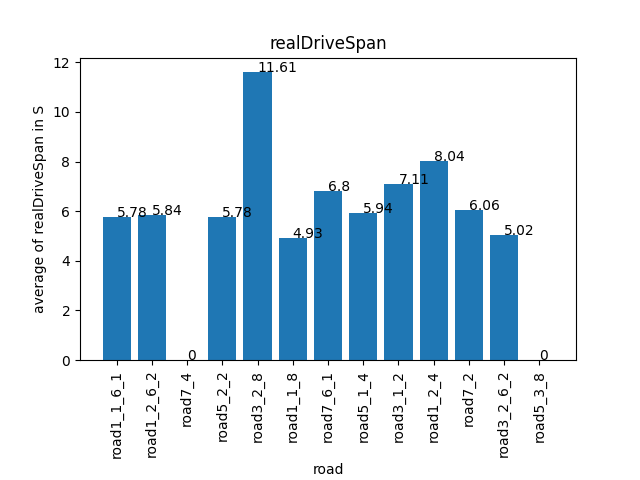 realDriveSpan
average of realDriveSpan in S
12
10
8
6
4
2
0
5.78
5.84
0
5.78
11.61
4.93
6.8
5.94
7.11
8.04
6.06
5.02
0
road1_1_6_1
road1_2_6_2
road7_4
road5_2_2
road3_2_8
road1_1_8
road7_6_1
road5_1_4
road3_1_2
road1_2_4
road7_2
road3_2_6_2
road5_3_8
road